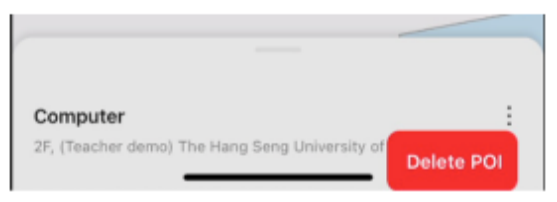 Computer
2F, (Teacher demo) The Hang Seng University of
Delete POI